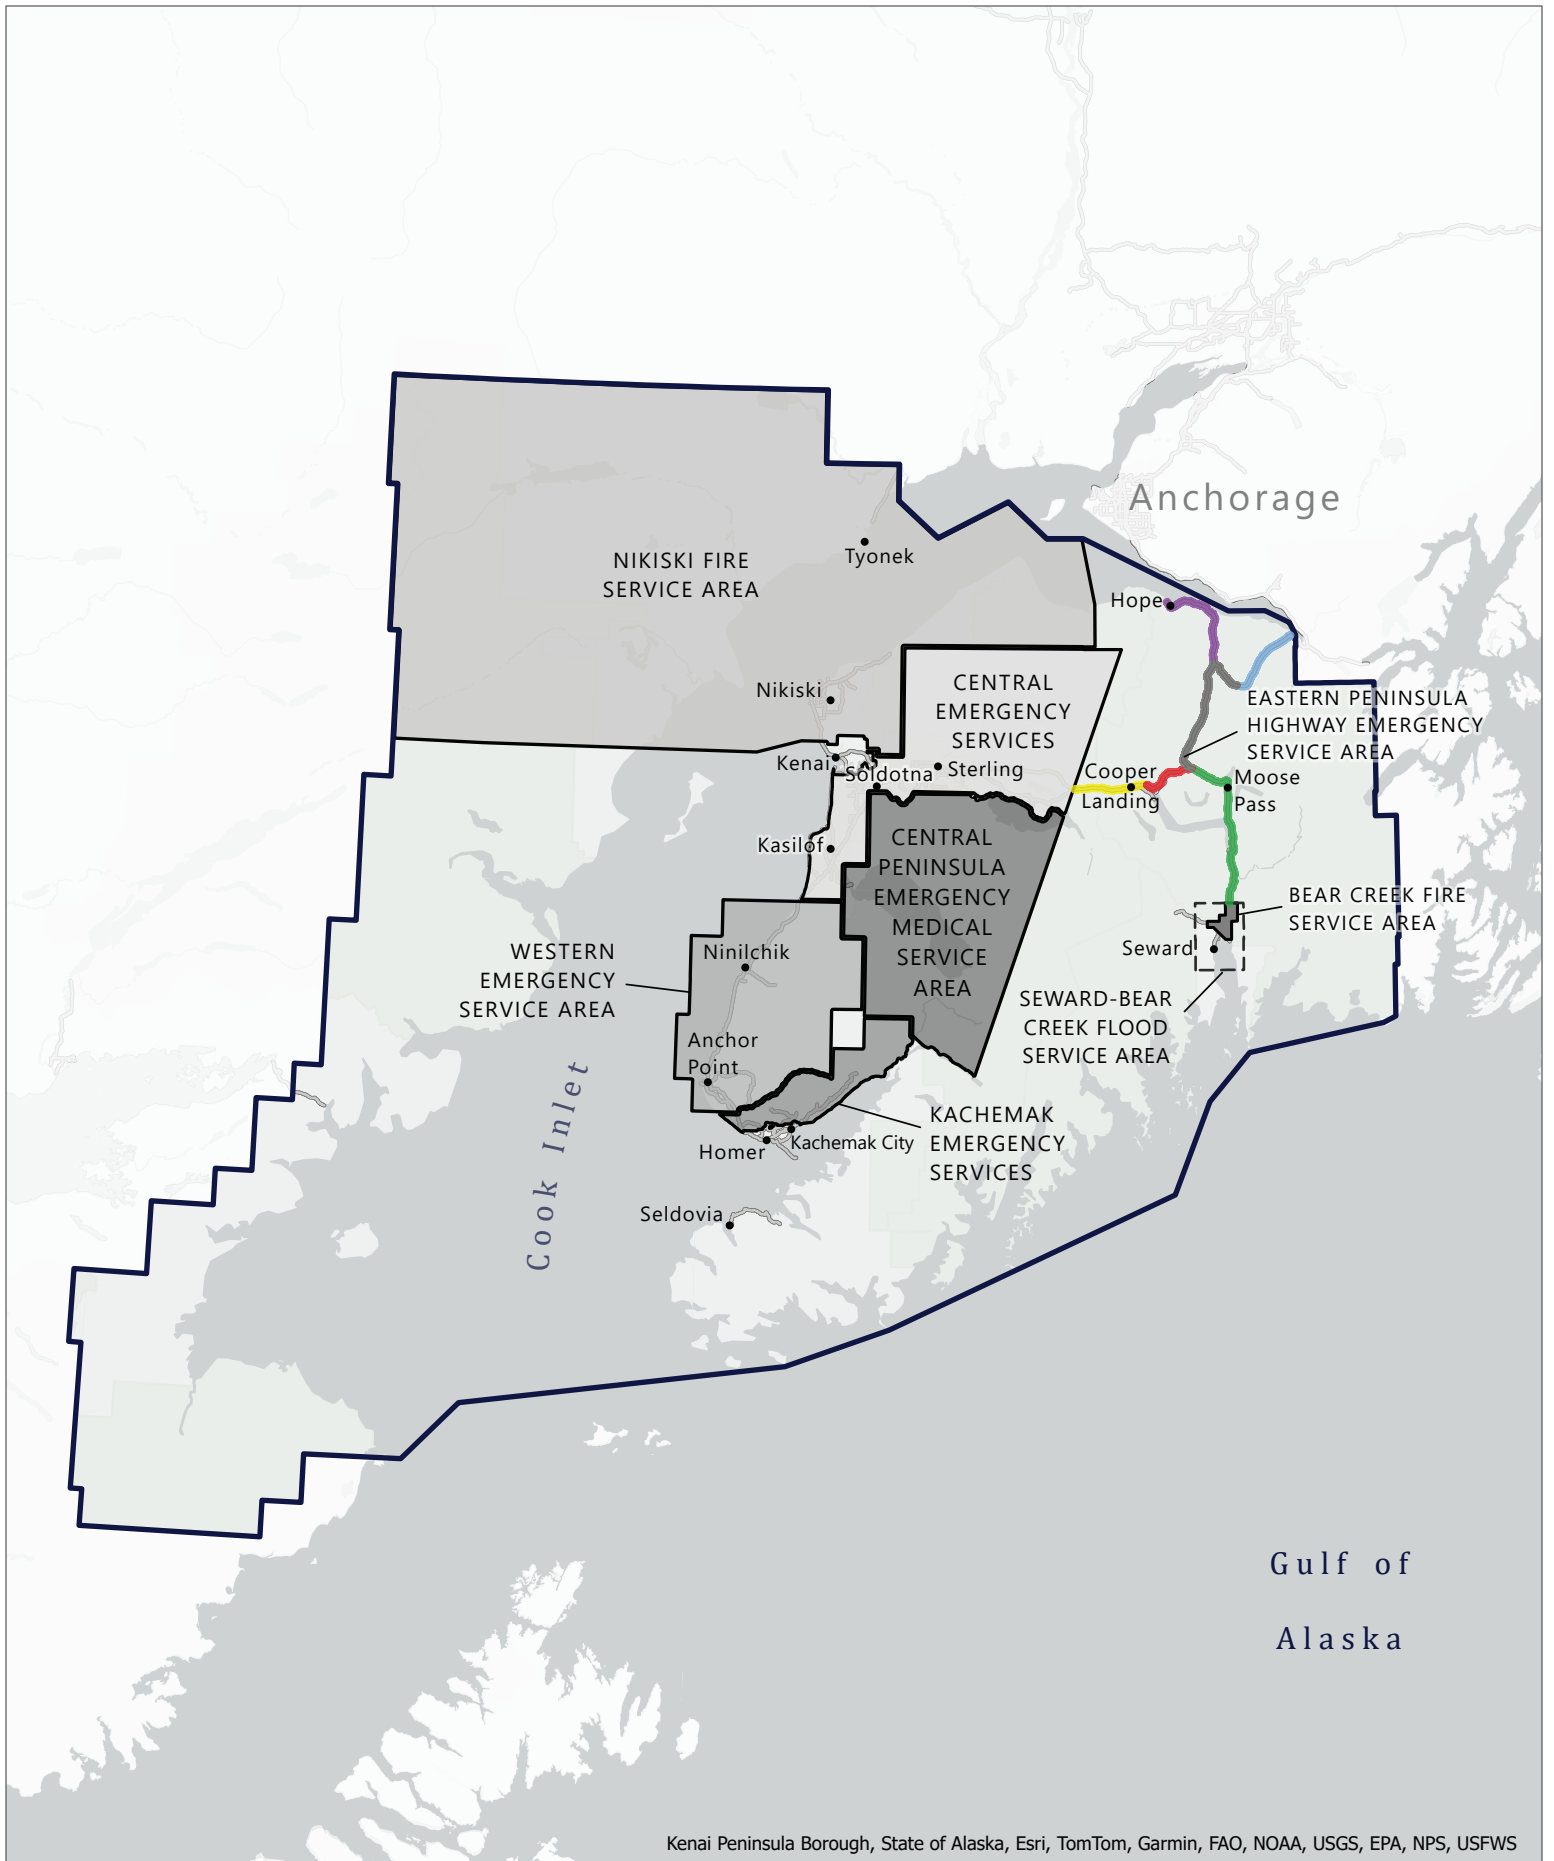 Anchorage
Tyonek
NIKISKI FIRE
SERVICE AREA
Hope
Nikiski
CENTRAL
EMERGENCY
SERVICES
EASTERN PENINSULA
HIGHWAY EMERGENCY
SERVICE AREA
Kenai
Soldotna
Sterling
Cooper
Landing
Moose
Pass
Kasilof
CENTRAL
PENINSULA
EMERGENCY
MEDICAL
SERVICE
AREA
BEAR CREEK FIRE
SERVICE AREA
Seward
WESTERN
EMERGENCY
SERVICE AREA
Ninilchik
SEWARD-BEAR
CREEK FLOOD
SERVICE AREA
Anchor
Point
KACHEMAK
EMERGENCY
SERVICES
Homer
Kachemak City
Seldovia
Cook Inlet
Gulf of
Alaska
Kenai Peninsula Borough, State of Alaska, Esri, TomTom, Garmin, FAO, NOAA, USGS, EPA, NPS, USFWS